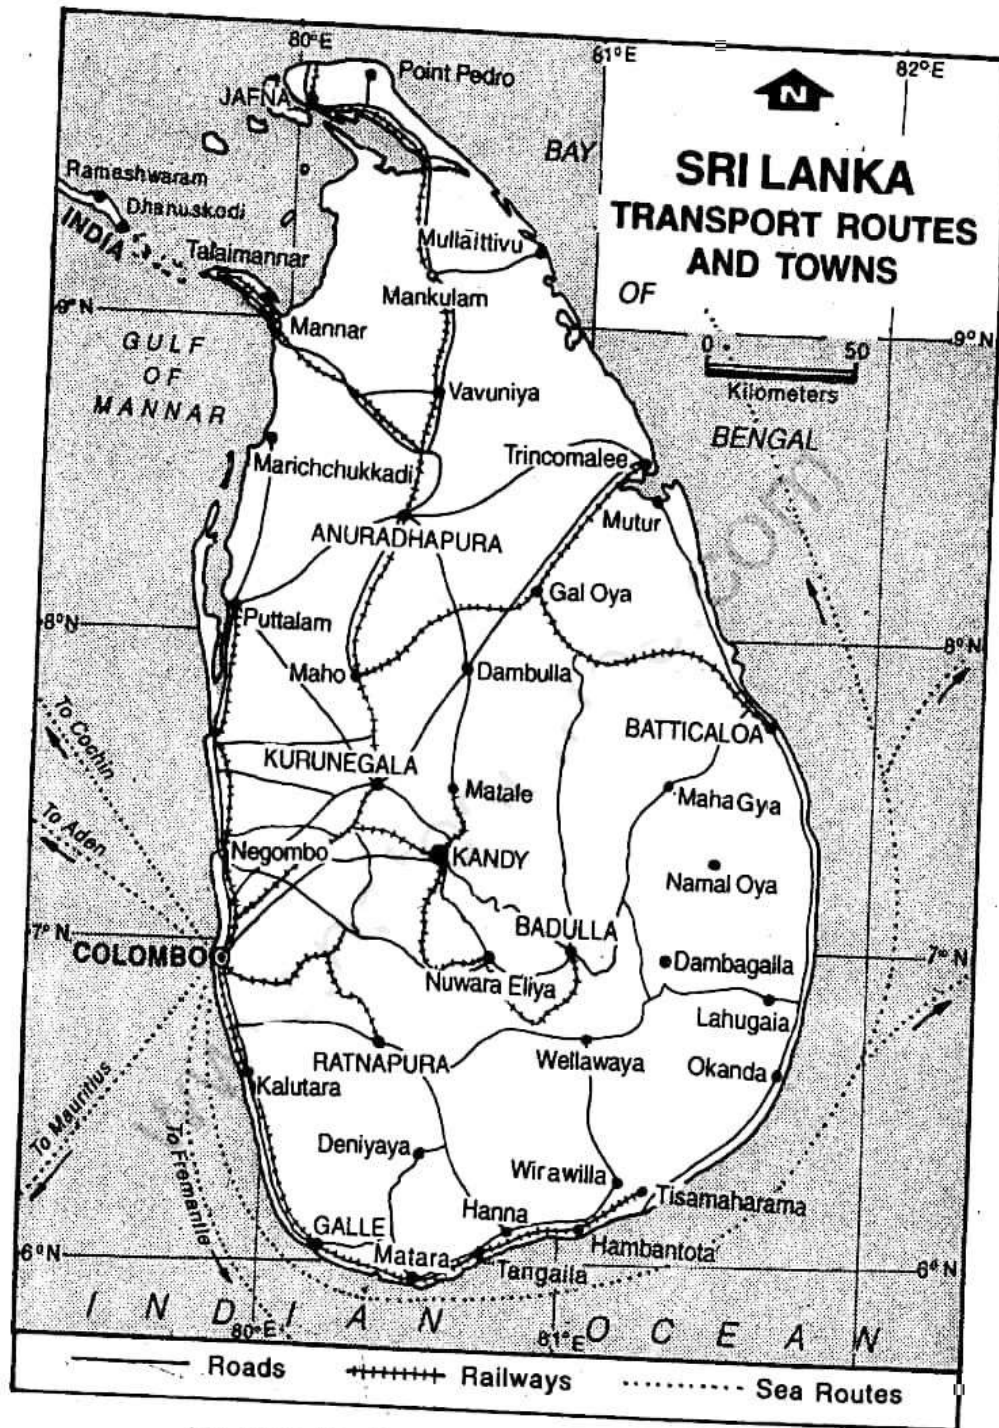 80°E
81°E
82°E
Point Pedro
JAFNA
N
BAY
SRI LANKA
TRANSPORT ROUTES
AND TOWNS
Rameshwaram
Dhanuskodi
INDIA
Talaimannar
Mullaittivu
OF
Mankulam
9°N
Mannar
9°N
0 50
Kilometers
GULF
OF
MANNAR
Vavuniya
BENGAL
Marichchukkadi
Trincomalee
Mutur
ANURADHAPURA
Gal Oya
8°N
Puttalam
8°N
Maho
Dambulla
To Cochin
BATTICALOA
KURUNEGALA
Matale
Maha Gya
To Aden
Negombo
KANDY
Namal Oya
7°N
BADULLA
COLOMBO
Dambagalla
7°N
Nuwara Eliya
Lahugaia
RATNAPURA
Wellawaya
Okanda
Kalutara
To Mauritius
To Fremantle
Deniyaya
Wirawilla
Tisamaharama
Hanna
GALLE
Hambantota
6°N
Matara
Tangalla
6°N
INDIAN OCEAN
80°E
81°E
Roads Railways Sea Routes